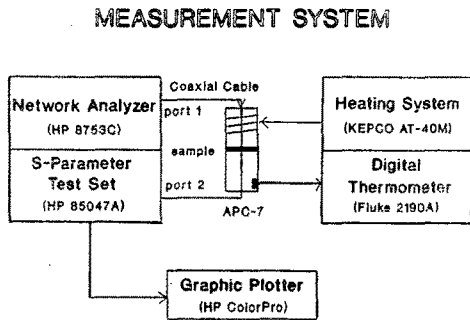 MEASUREMENT SYSTEM
Coaxial Cable
Network Analyzer
(HP 8753C)
port 1
Heating System
(KEPCO AT-40M)
sample
S-Parameter
Test Set
(HP 85047A)
port 2
Digital
Thermometer
(Fluke 2190A)
APC-7
Graphic Plotter
(HP ColorPro)